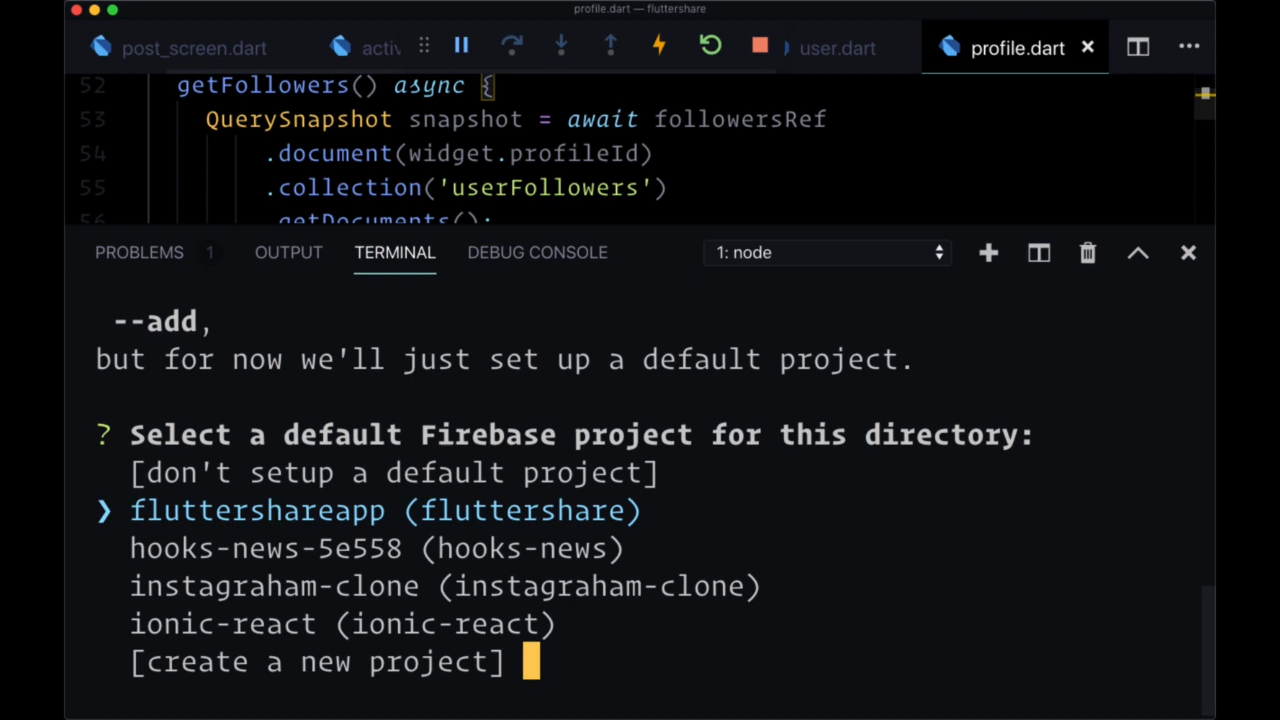 profile.dart — fluttershare
post_screen.dart activ user.dart profile.dart
52 getFollowers() async {
53 QuerySnapshot snapshot = await followersRef
54 .document(widget.profileId)
55 .collection('userFollowers')
56 .getDocuments();
PROBLEMS 1 OUTPUT TERMINAL DEBUG CONSOLE 1: node
--add,
but for now we'll just set up a default project.
? Select a default Firebase project for this directory:
[don't setup a default project]
❯ fluttershareapp (fluttershare)
hooks-news-5e558 (hooks-news)
instagraham-clone (instagraham-clone)
ionic-react (ionic-react)
[create a new project]